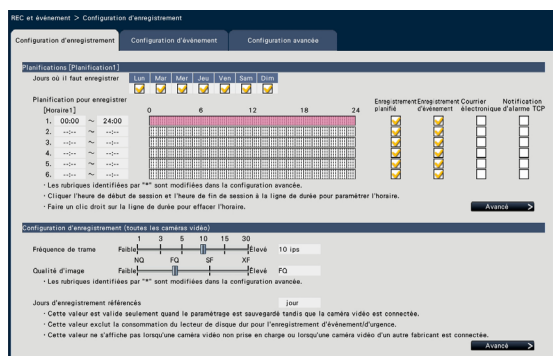 REC et événement > Configuration d'enregistrement
Configuration d'enregistrement
Configuration d'événement
Configuration avancée
Planifications [Planification1]
Jours où il faut enregistrer
Lun Mar Mer Jeu Ven Sam Dim
Planification pour enregistrer
[Horaire1]
0 6 12 18 24
Enregistrement planifié
Enregistrement d'événement
Courrier électronique
Notification d'alarme TCP
1. 00:00 ~ 24:00
2. --:-- ~ --:--
3. --:-- ~ --:--
4. --:-- ~ --:--
5. --:-- ~ --:--
6. --:-- ~ --:--
· Les rubriques identifiées par "*" sont modifiées dans la configuration avancée.
· Cliquer l'heure de début de session et l'heure de fin de session à la ligne de durée pour paramétrer l'horaire.
· Faire un clic droit sur la ligne de durée pour effacer l'horaire.
Avancé >
Configuration d'enregistrement (toutes les caméras vidéo)
1 3 5 10 15 30
Fréquence de trame Faible Élevé 10 ips
NQ FQ SF XF
Qualité d'image Faible Élevé FQ
· Les rubriques identifiées par "*" sont modifiées dans la configuration avancée.
Jours d'enregistrement référencés jour
· Cette valeur est valide seulement quand le paramétrage est sauvegardé tandis que la caméra vidéo est connectée.
· Cette valeur exclut la consommation du lecteur de disque dur pour l'enregistrement d'événement/d'urgence.
· Cette valeur ne s'affiche pas lorsqu'une caméra vidéo non prise en charge ou lorsqu'une caméra vidéo d'un autre fabricant est connectée.
Avancé >